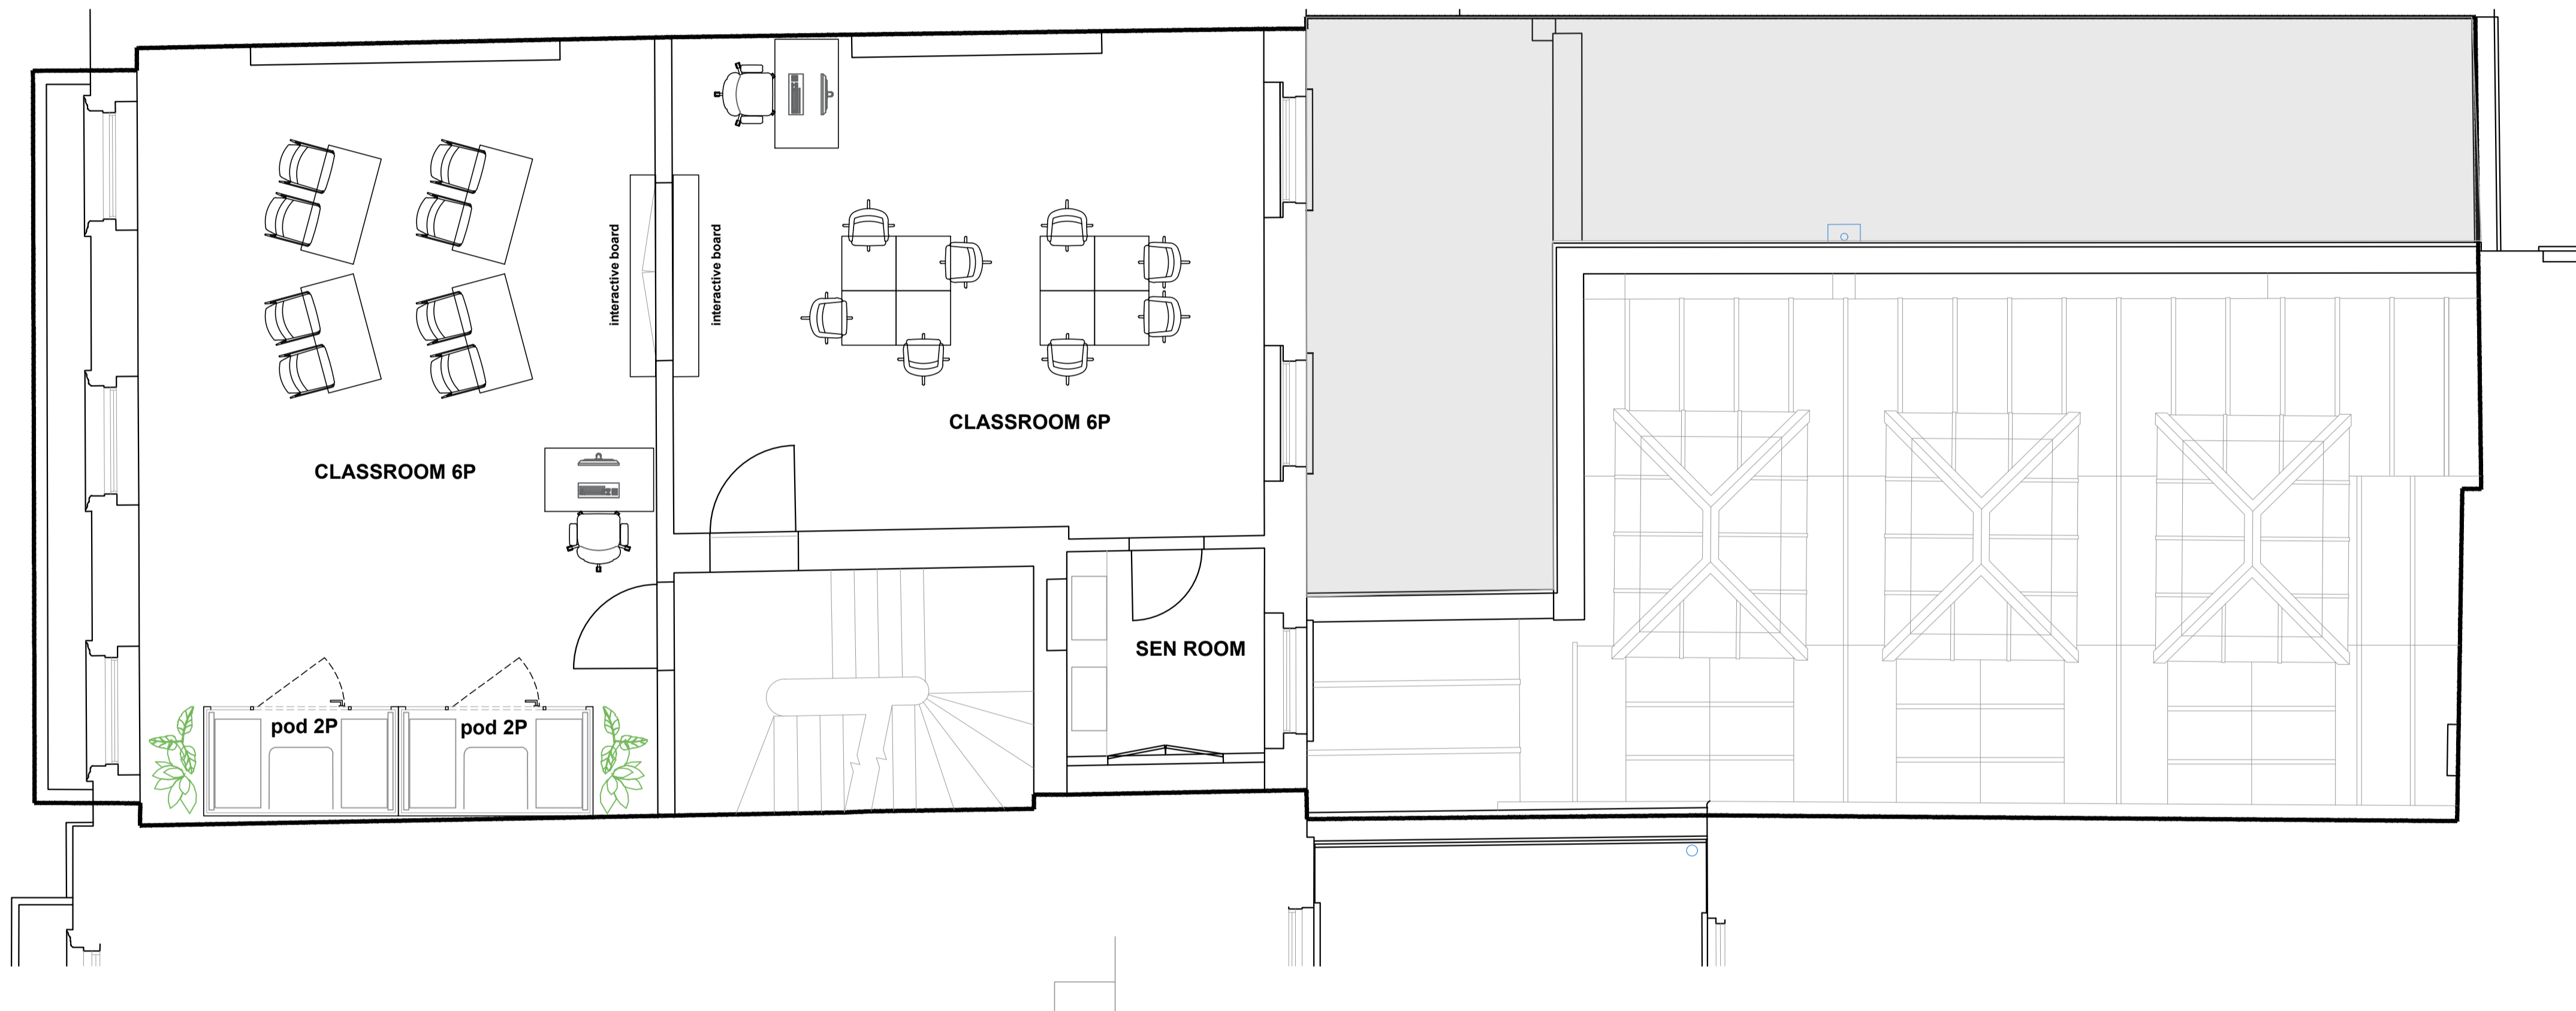 interactive board
interactive board
CLASSROOM 6P
CLASSROOM 6P
SEN ROOM
pod 2P
pod 2P